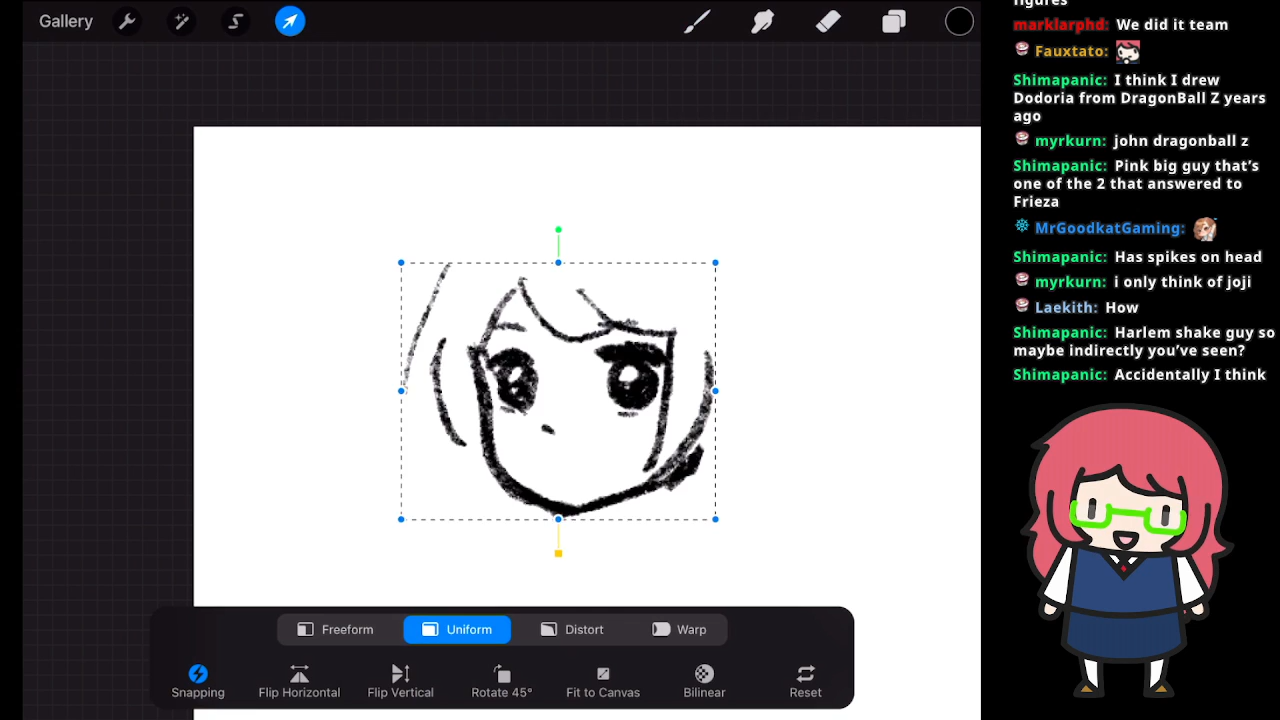 Gallery
figures
marklarphd: We did it team
Fauxtato:
Shimapanic: I think I drew
Dodoria from DragonBall Z years
ago
myrkurn: john dragonball z
Shimapanic: Pink big guy that's
one of the 2 that answered to
Frieza
MrGoodkatGaming:
Shimapanic: Has spikes on head
myrkurn: i only think of joji
Laekith: How
Shimapanic: Harlem shake guy so
maybe indirectly you've seen?
Shimapanic: Accidentally I think
Freeform
Uniform
Distort
Warp
Snapping
Flip Horizontal
Flip Vertical
Rotate 45°
Fit to Canvas
Bilinear
Reset